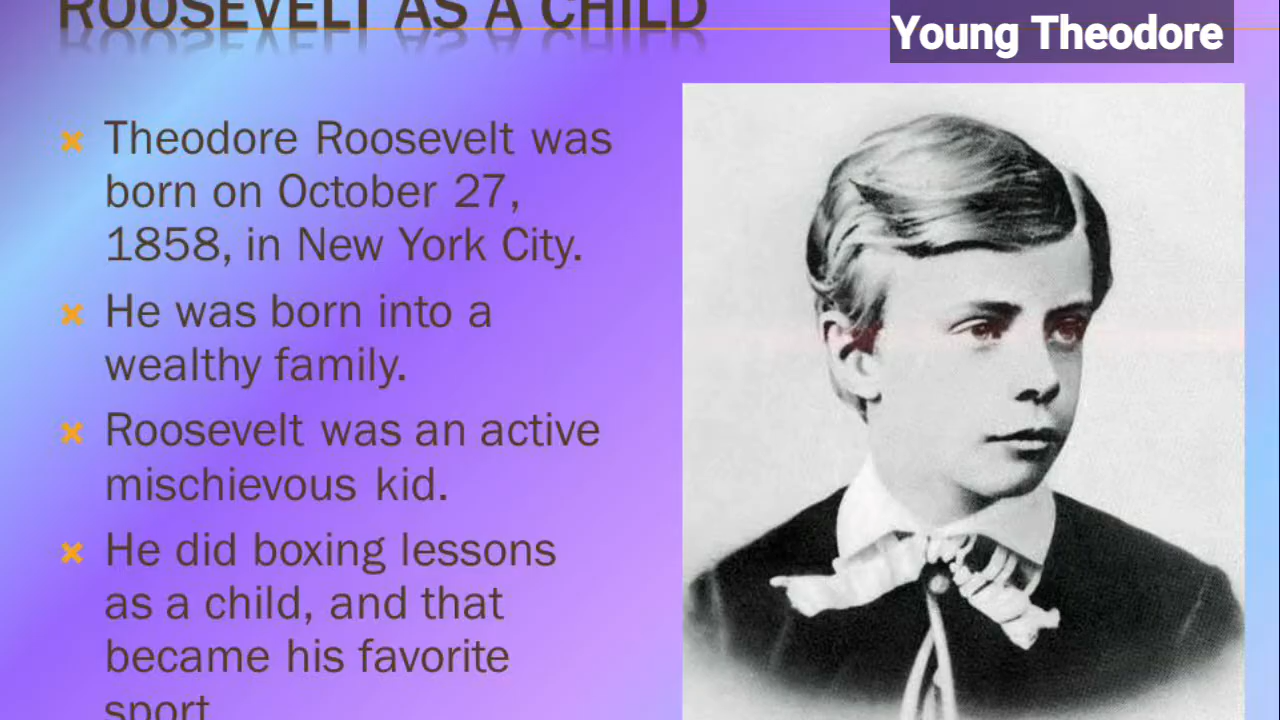 ROOSEVELT AS A CHILD
Young Theodore
Theodore Roosevelt was
born on October 27,
1858, in New York City.
He was born into a
wealthy family.
Roosevelt was an active
mischievous kid.
He did boxing lessons
as a child, and that
became his favorite
sport